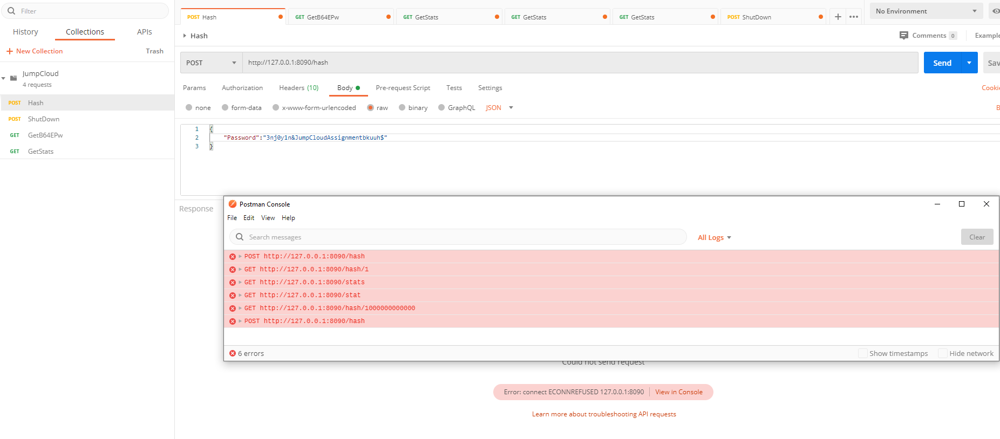 Filter
History Collections APIs
+ New Collection Trash
JumpCloud
4 requests
POST Hash
POST ShutDown
GET GetB64EPw
GET GetStats
POST Hash GET GetB64EPw GET GetStats GET GetStats GET GetStats POST ShutDown No Environment
Hash Comments 0 Example
POST http://127.0.0.1:8090/hash Send Sav
Params Authorization Headers (10) Body Pre-request Script Tests Settings Cookie
none form-data x-www-form-urlencoded raw binary GraphQL JSON B
1 {
2 "Password":"3nj0y1n&JumpCloudAssignmentbkuuh$"
3 }
Response
Postman Console
File Edit View Help
Search messages All Logs Clear
POST http://127.0.0.1:8090/hash
GET http://127.0.0.1:8090/hash/1
GET http://127.0.0.1:8090/stats
GET http://127.0.0.1:8090/stat
GET http://127.0.0.1:8090/hash/1000000000000
POST http://127.0.0.1:8090/hash
6 errors Show timestamps Hide network
Could not send request
Error: connect ECONNREFUSED 127.0.0.1:8090 View in Console
Learn more about troubleshooting API requests